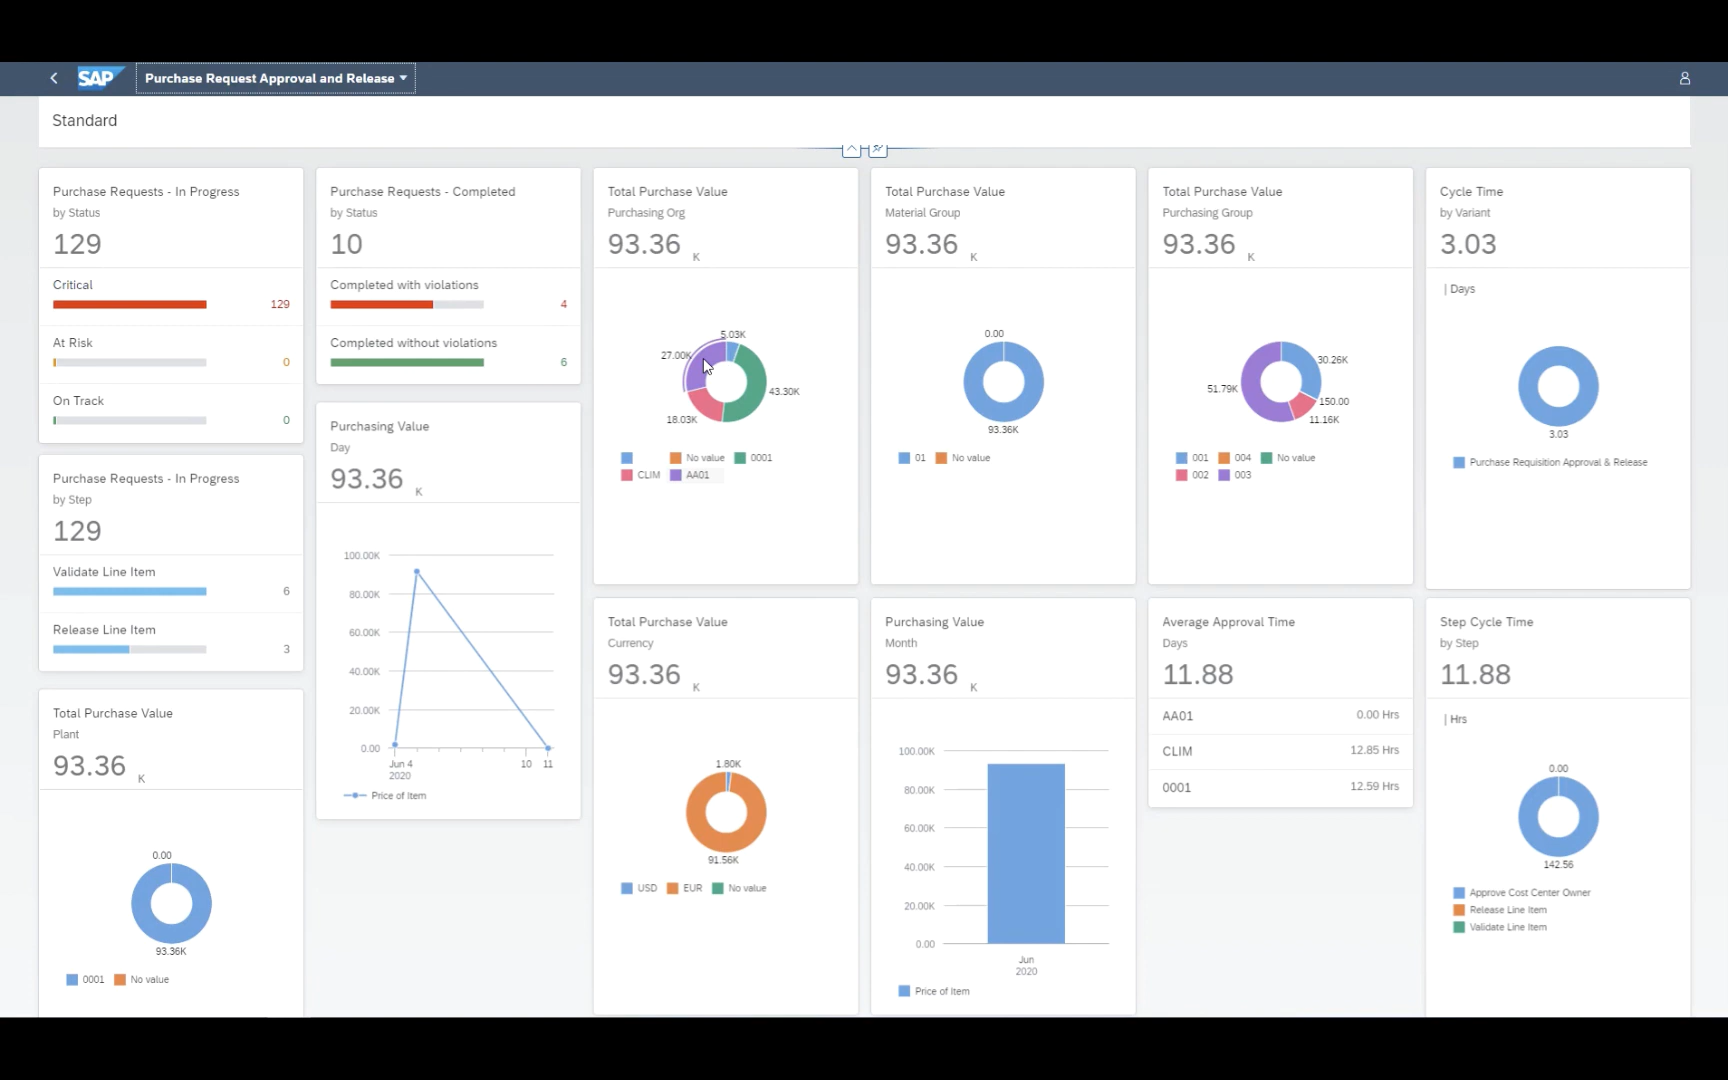 SAP
Purchase Request Approval and Release
Standard
Purchase Requests - In Progress
by Status
129
Critical
129
At Risk
0
On Track
0
Purchase Requests - In Progress
by Step
129
Validate Line Item
6
Release Line Item
3
Total Purchase Value
Plant
93.36 K
0.00
93.36K
0001 No value
Purchase Requests - Completed
by Status
10
Completed with violations
4
Completed without violations
6
Purchasing Value
Day
93.36 K
100.00K
80.00K
60.00K
40.00K
20.00K
0.00
Jun 4 10 11
2020
Price of Item
Total Purchase Value
Purchasing Org
93.36 K
5.03K
27.00K
43.30K
18.03K
No value 0001
CLIM AA01
Total Purchase Value
Currency
93.36 K
1.80K
91.56K
USD EUR No value
Total Purchase Value
Material Group
93.36 K
0.00
93.36K
01 No value
Purchasing Value
Month
93.36 K
100.00K
80.00K
60.00K
40.00K
20.00K
0.00
Jun
2020
Price of Item
Total Purchase Value
Purchasing Group
93.36 K
30.26K
51.79K
150.00
11.16K
001 004 No value
002 003
Average Approval Time
Days
11.88
AA01 0.00 Hrs
CLIM 12.85 Hrs
0001 12.59 Hrs
Cycle Time
by Variant
3.03
| Days
3.03
Purchase Requisition Approval & Release
Step Cycle Time
by Step
11.88
| Hrs
0.00
142.56
Approve Cost Center Owner
Release Line Item
Validate Line Item